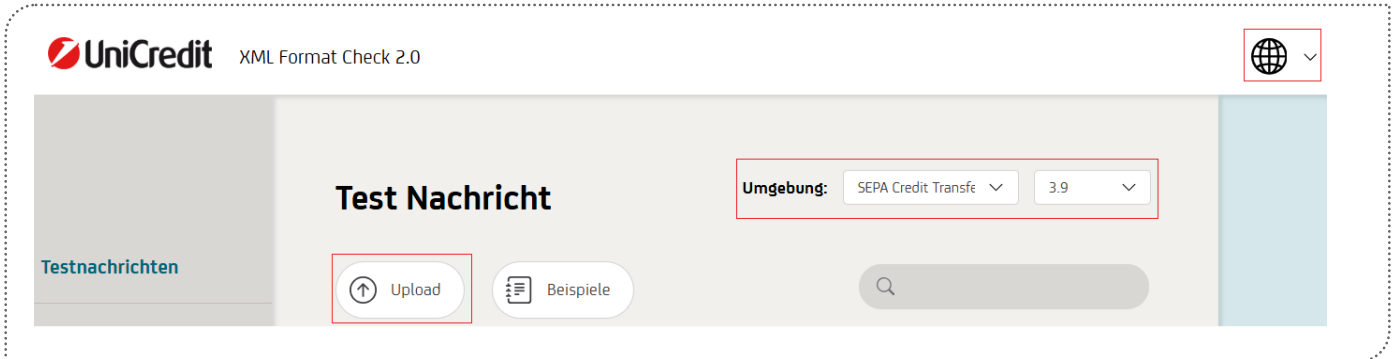 UniCredit XML Format Check 2.0
Test Nachricht
Umgebung: SEPA Credit Transfe 3.9
Testnachrichten
Upload Beispiele